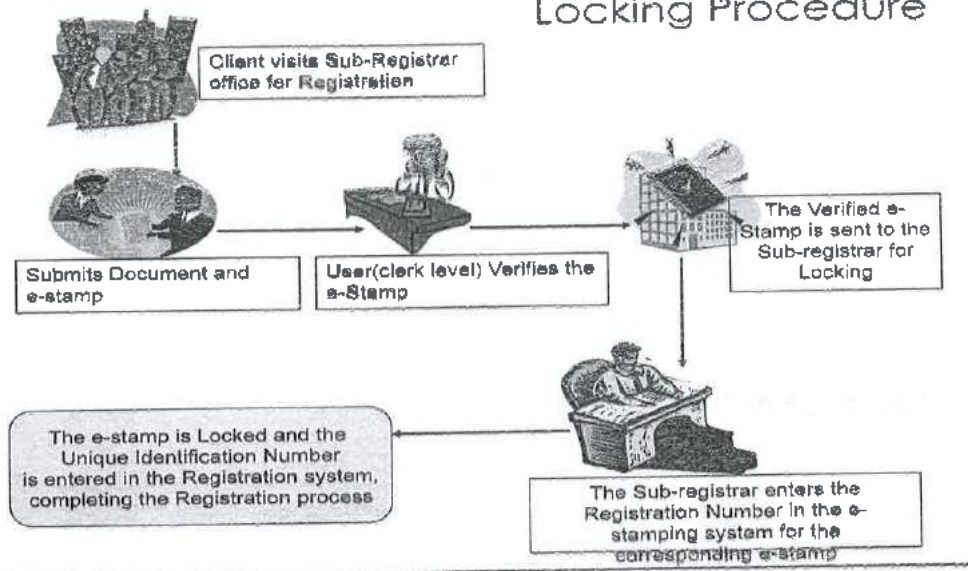 Locking Procedure
Client visits Sub-Registrar
office for Registration
Submits Document and
e-stamp
User(clerk level) Verifies the
e-Stamp
The Verified e-
Stamp is sent to the
Sub-registrar for
Locking
The Sub-registrar enters the
Registration Number in the e-
stamping system for the
corresponding e-stamp
The e-stamp is Locked and the
Unique Identification Number
is entered in the Registration system,
completing the Registration process